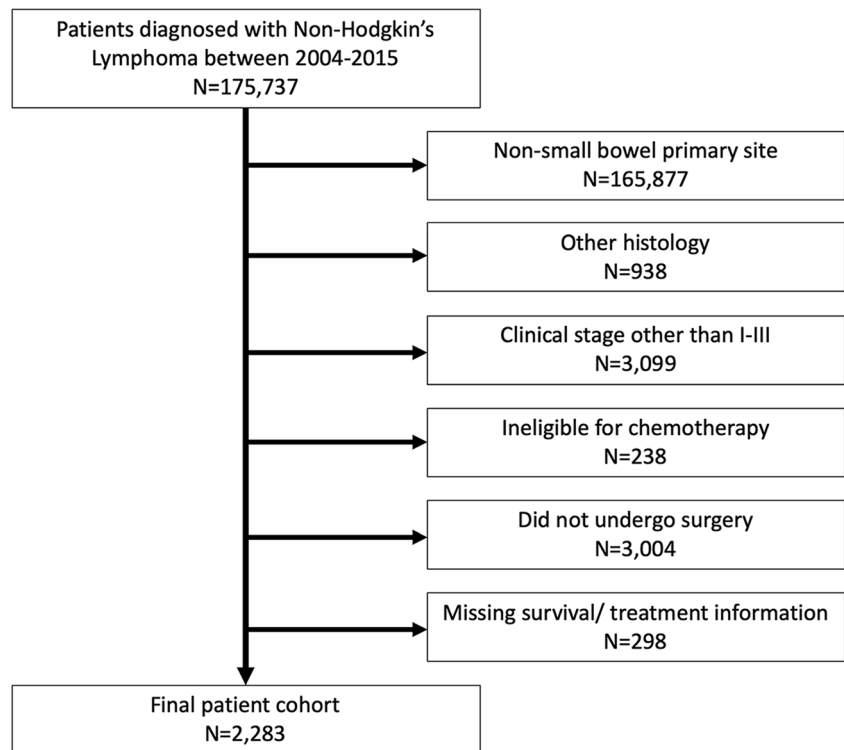 Patients diagnosed with Non-Hodgkin’s
Lymphoma between 2004-2015
N=175,737
Non-small bowel primary site
N=165,877
Other histology
N=938
Clinical stage other than I-III
N=3,099
Ineligible for chemotherapy
N=238
Did not undergo surgery
N=3,004
Missing survival/ treatment information
N=298
Final patient cohort
N=2,283